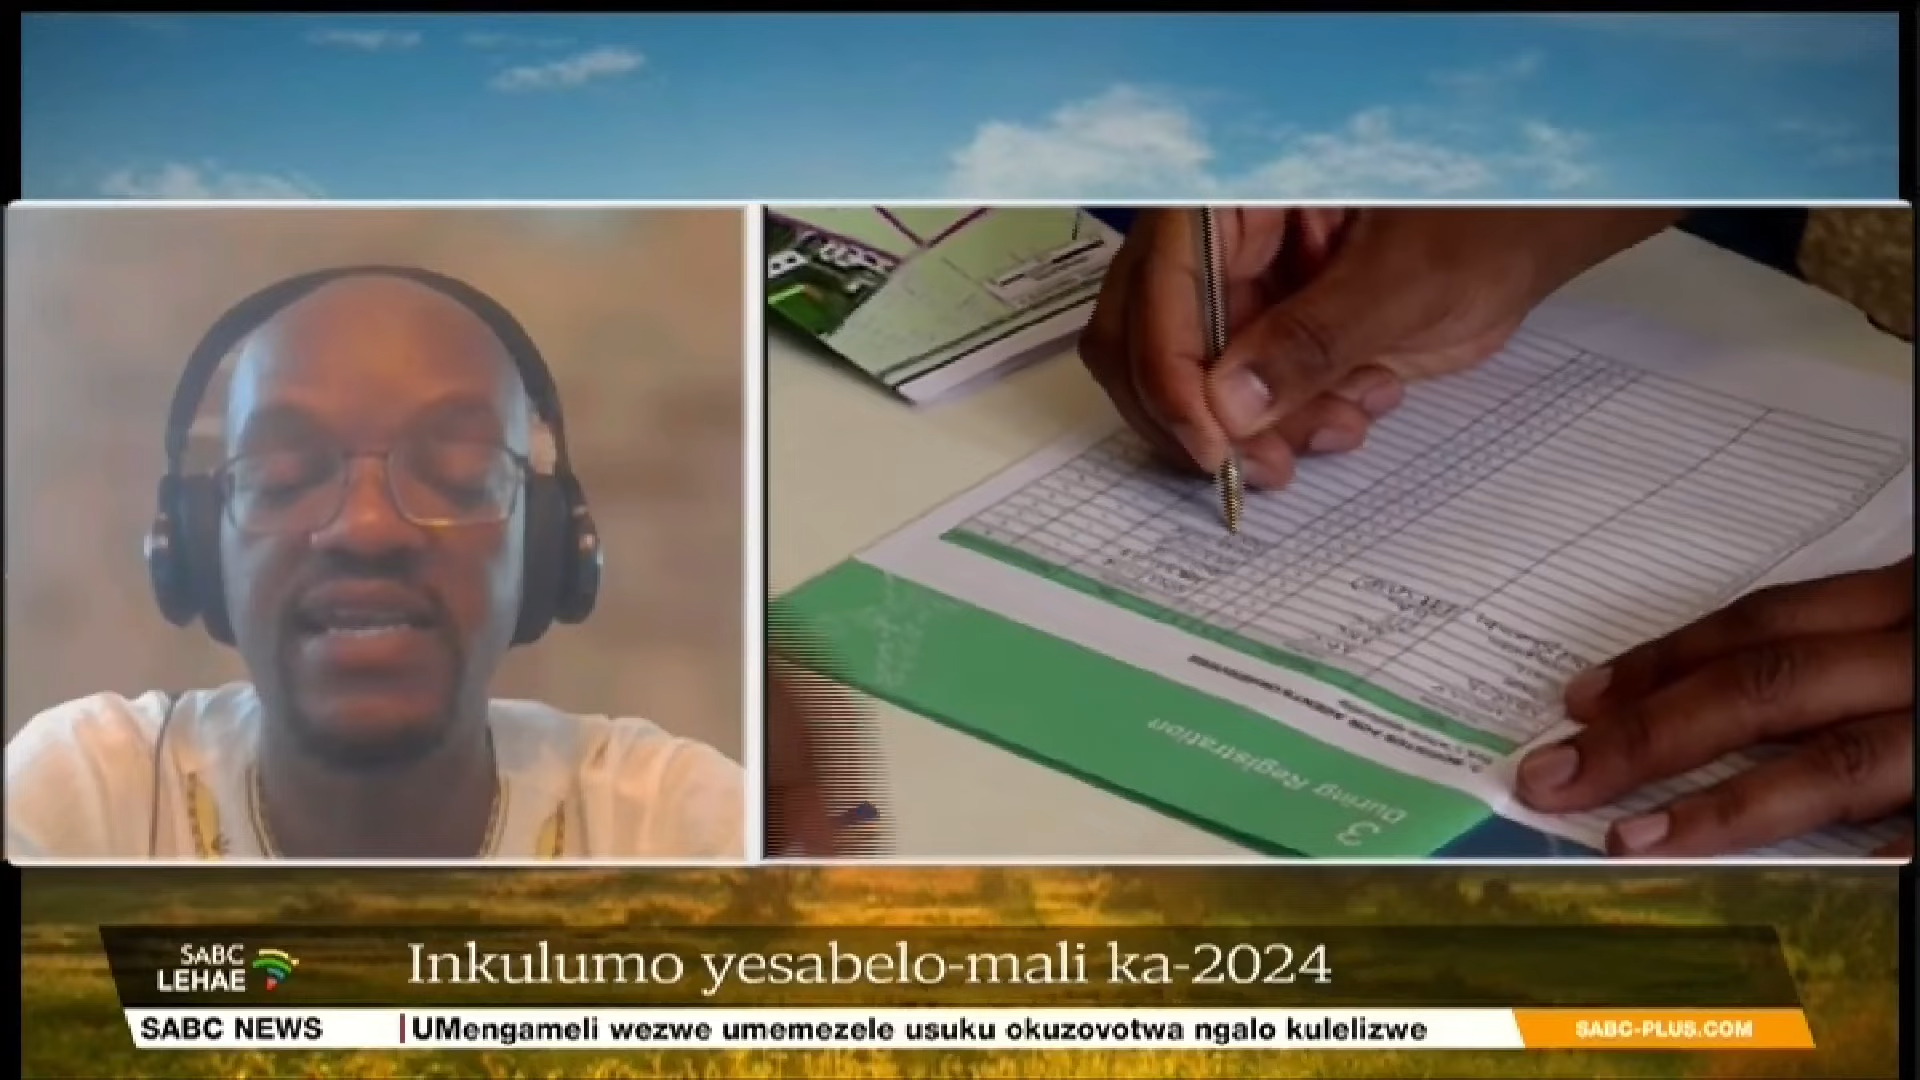 During Registration
3
SABC
LEHAE
Inkulumo yesabelo-mali ka-2024
SABC NEWS
UMengameli wezwe umemezele usuku okuzovotwa ngalo kulelizwe
SABC-PLUS.COM